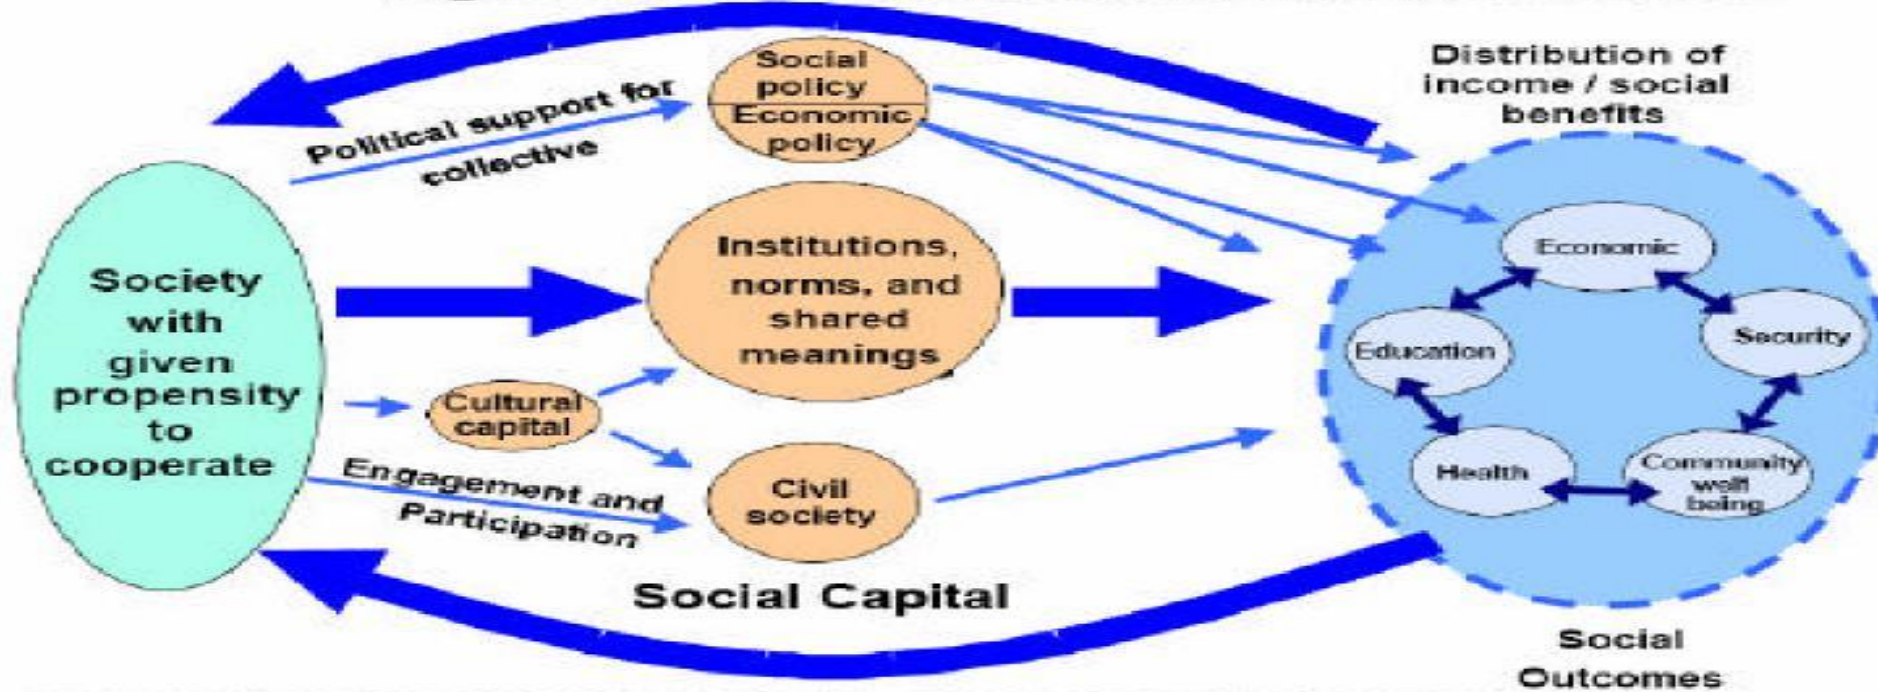 Distribution of
income / social
benefits
Social
policy
Economic
policy
Political support for
collective
Society
with
given
propensity
to
cooperate
Institutions,
norms, and
shared
meanings
Cultural
capital
Engagement and
Participation
Civil
society
Social Capital
Economic
Education
Security
Health
Community
well
being
Social
Outcomes